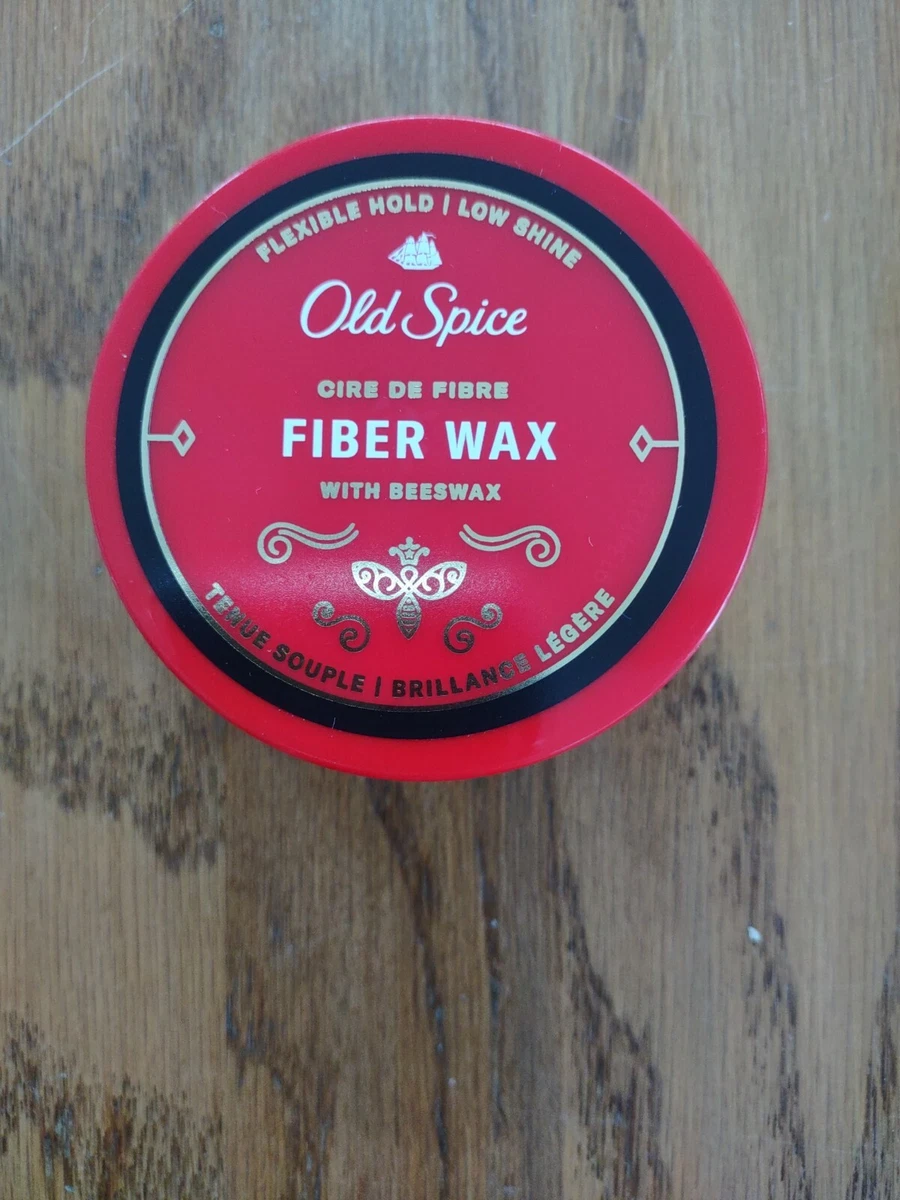 FLEXIBLE HOLD | LOW SHINE
Old Spice
CIRE DE FIBRE
FIBER WAX
WITH BEESWAX
TENUE SOUPLE | BRILLANCE LÉGÈRE